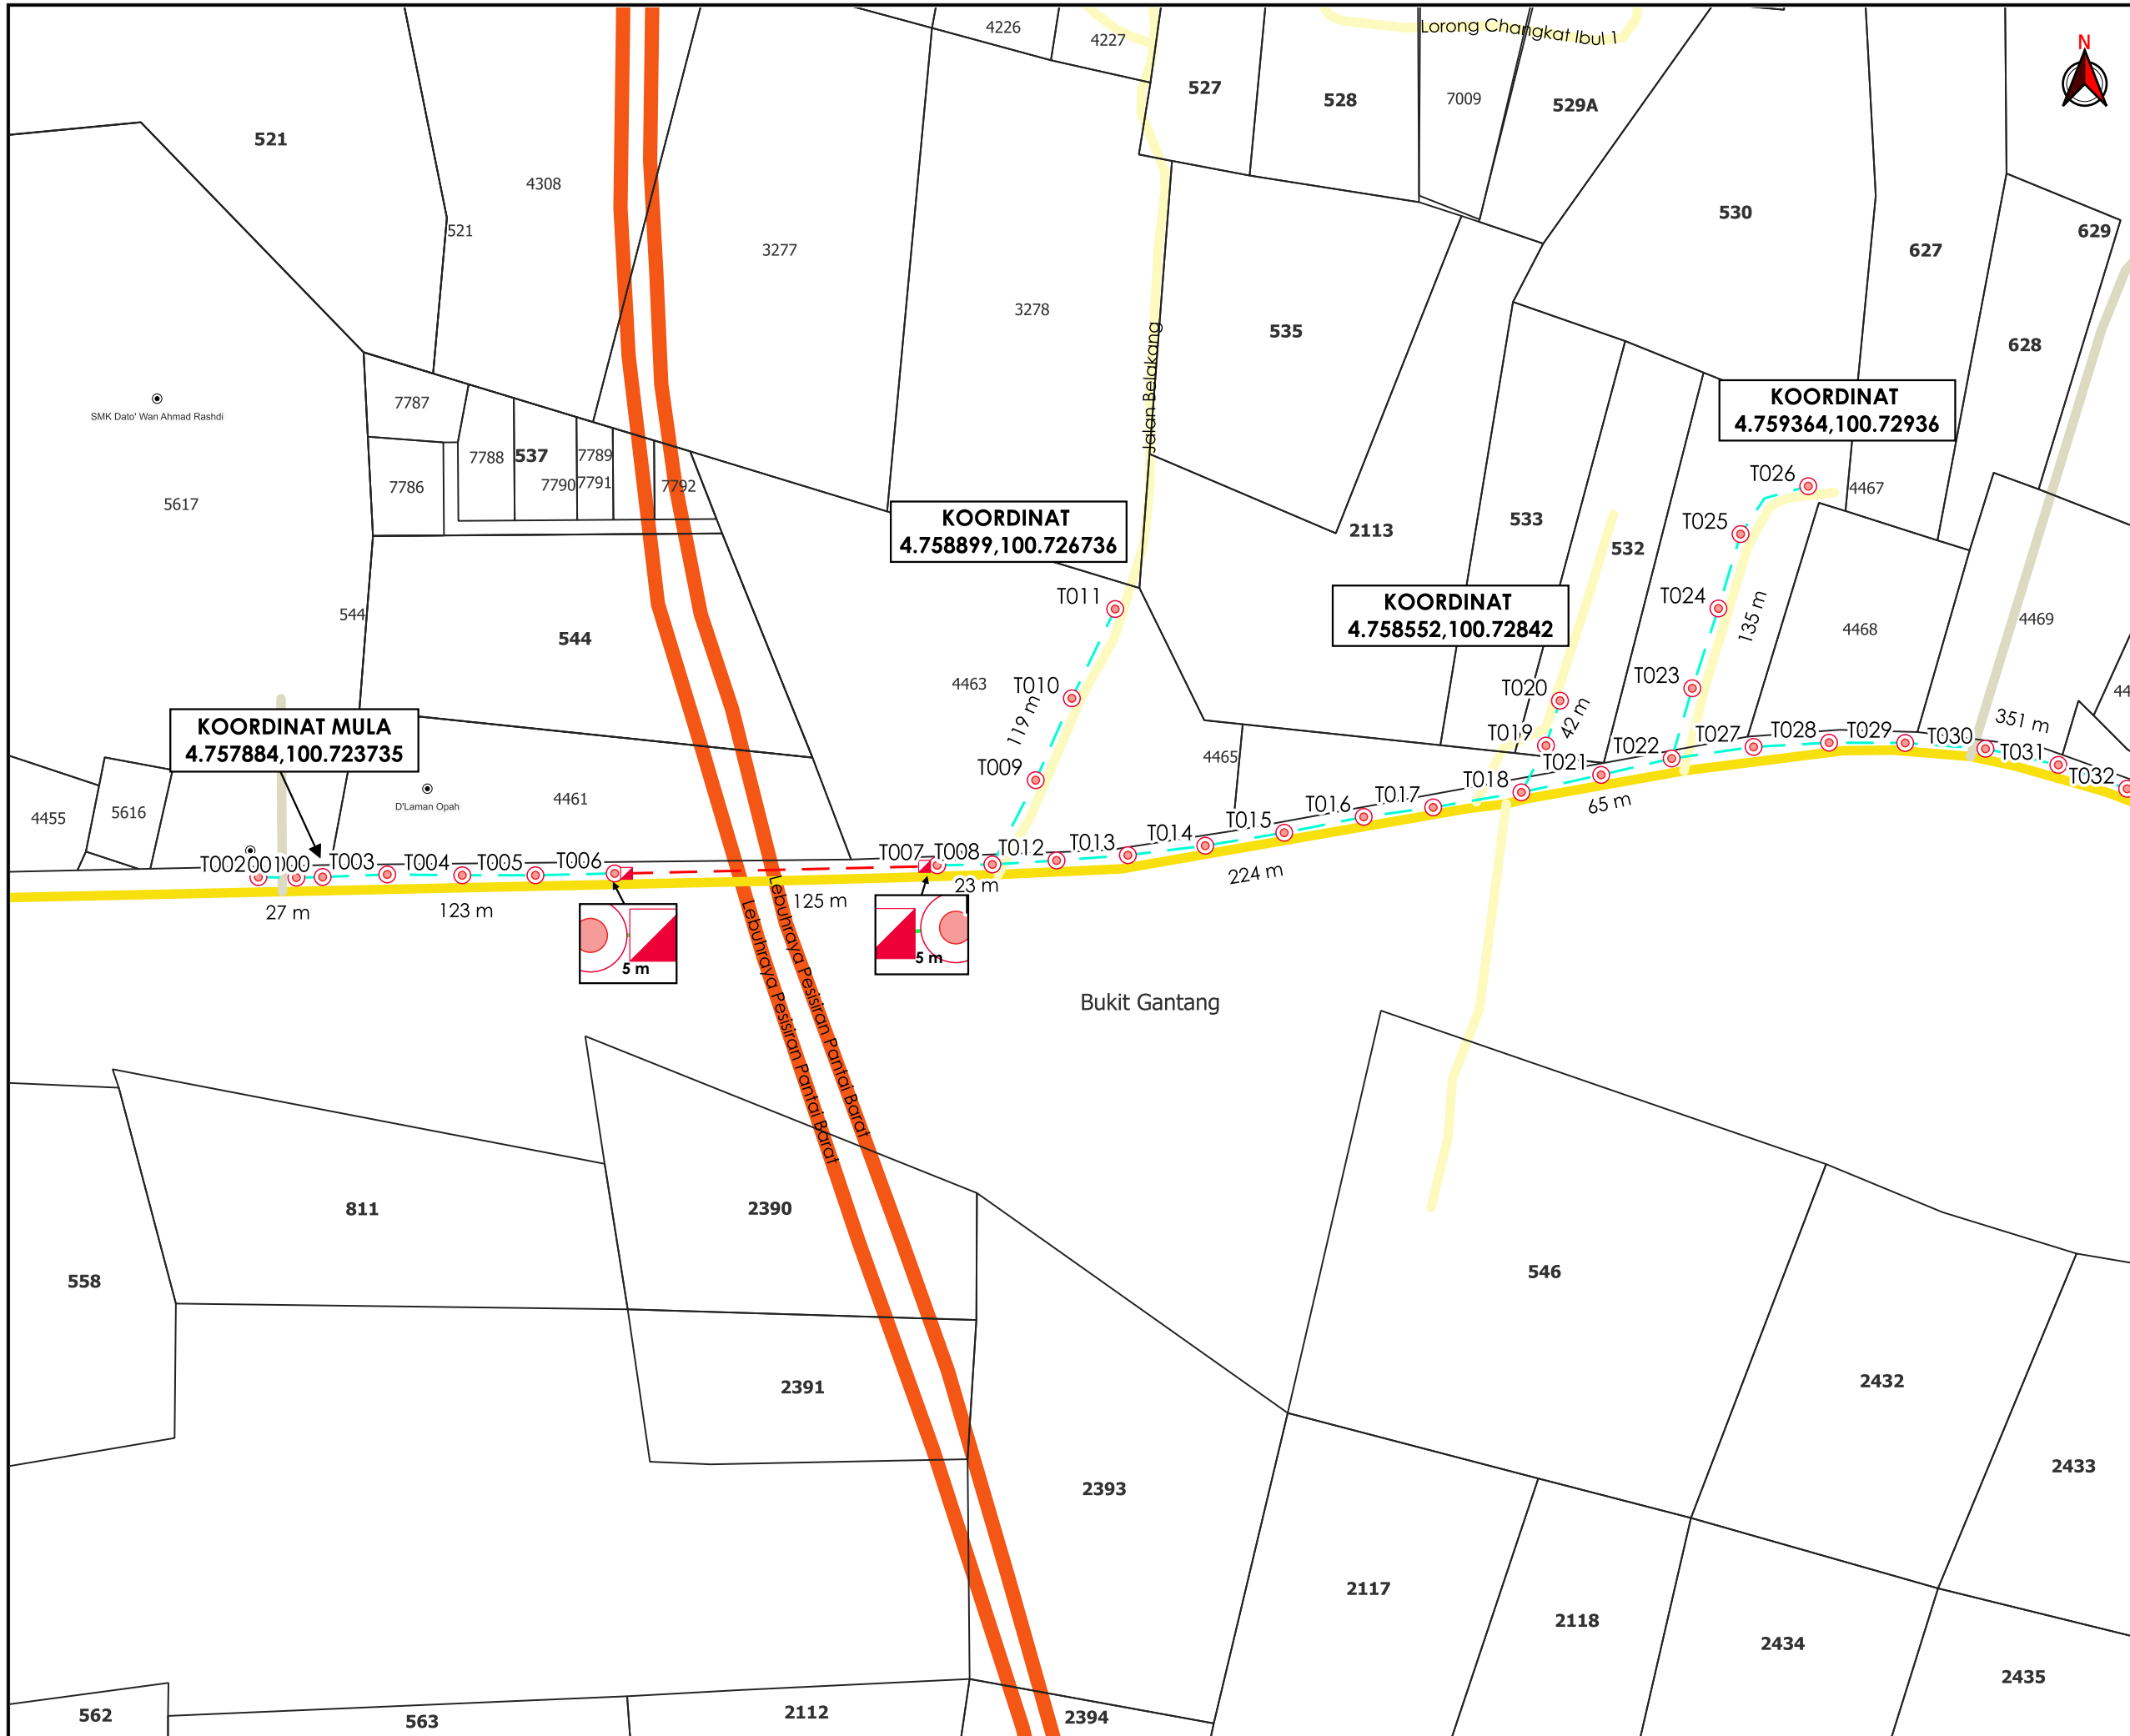 4226
4227
Lorong Changkat Ibul 1
N
527
528
7009
529A
521
4308
521
3277
3278
530
627
629
628
535
Jalan Belakang
SMK Dato' Wan Ahmad Rashdi
5617
7787
7788
537
7789
7786
7790
7791
7792
KOORDINAT
4.759364,100.72936
T026
4467
T025
KOORDINAT
4.758899,100.726736
2113
533
532
T011
T024
135 m
4468
4469
544
544
KOORDINAT
4.758552,100.72842
4463
T010
119 m
T009
T020
T019
42 m
T023
KOORDINAT MULA
4.757884,100.723735
4465
T018
T021
T022
T027
T028
T029
T030
351 m
T031
T032
44
4455
5616
D'Laman Opah
4461
T002
T003
T004
T005
T006
T007
T008
T012
T013
T014
T015
T016
T017
65 m
27 m
123 m
125 m
23 m
224 m
5 m
5 m
Lebuhraya Pesisiran Pantai Barat
Lebuhraya Pesisiran Pantai Barat
Bukit Gantang
811
2390
558
546
2391
2432
2433
2393
2117
2118
2434
2435
562
563
2112
2394